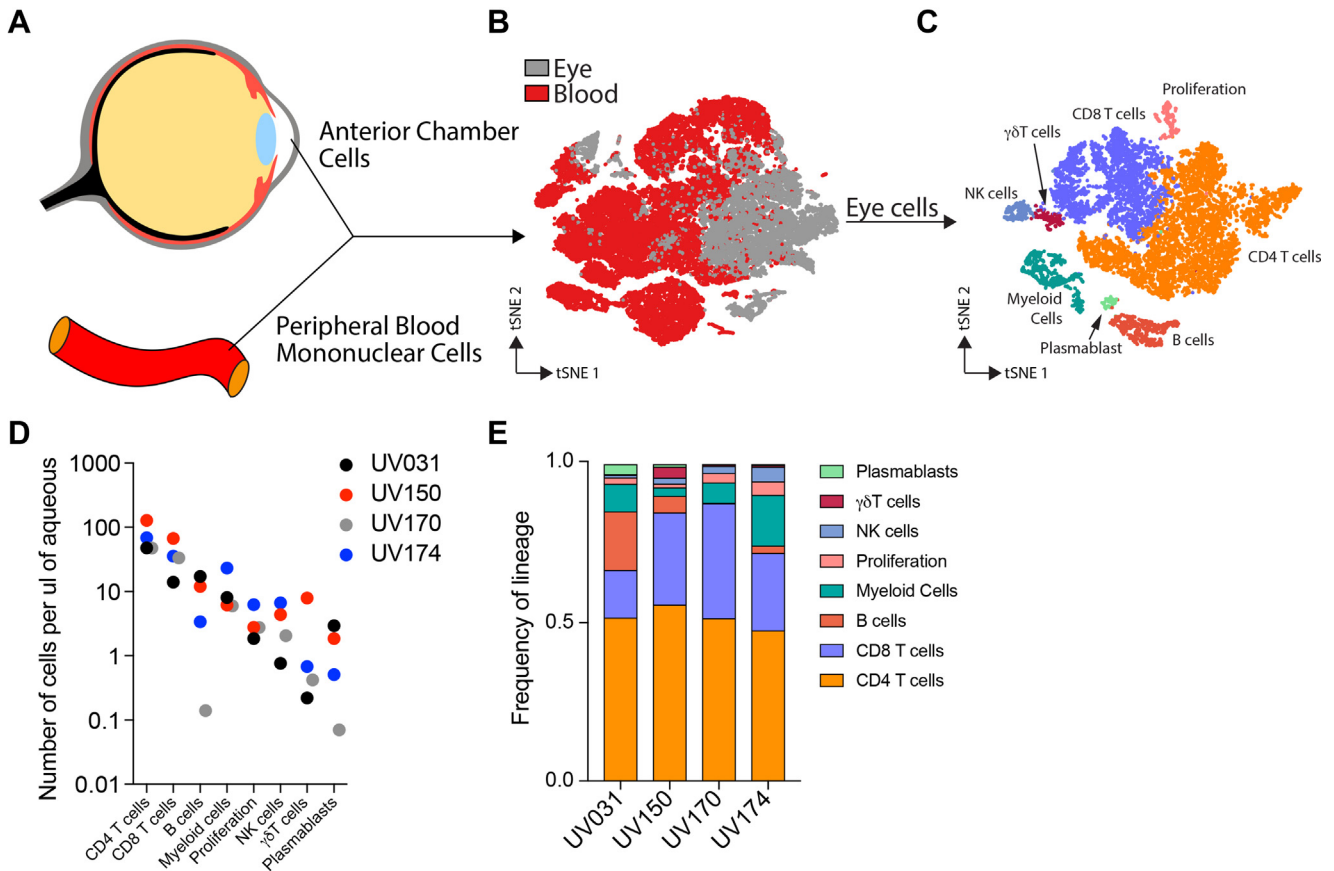 A
B
C
Anterior Chamber
Cells
Peripheral Blood
Mononuclear Cells
Eye
Blood
tSNE 2
tSNE 1
Eye cells
Proliferation
CD8 T cells
γδT cells
NK cells
CD4 T cells
Myeloid
Cells
Plasmablast
B cells
tSNE 2
tSNE 1
D
E
Number of cells per ul of aqueous
1000
100
10
1
0.1
0.01
UV031
UV150
UV170
UV174
CD4 T cells
CD8 T cells
B cells
Myeloid cells
Proliferation
NK cells
γδT cells
Plasmablasts
Frequency of lineage
1.0
0.5
0.0
UV031
UV150
UV170
UV174
Plasmablasts
γδT cells
NK cells
Proliferation
Myeloid Cells
B cells
CD8 T cells
CD4 T cells